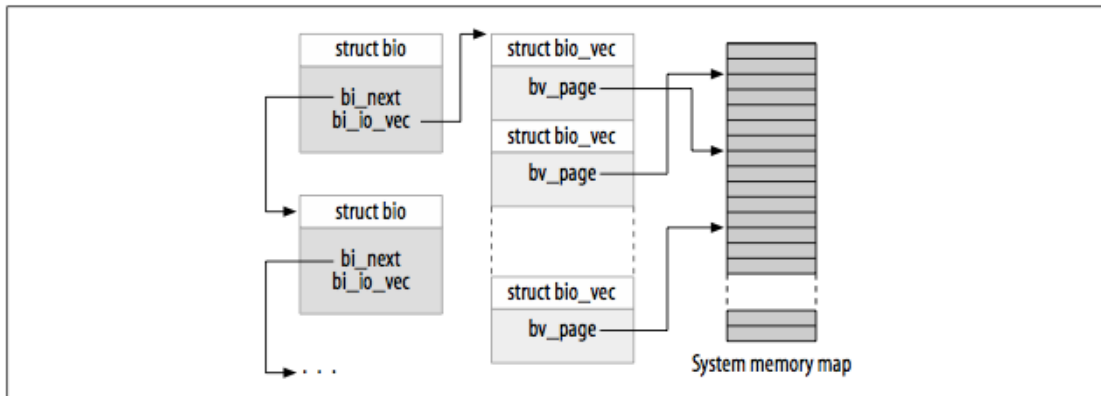 struct bio
bi_next
bi_io_vec
struct bio
bi_next
bi_io_vec
. . .
struct bio_vec
bv_page
struct bio_vec
bv_page
struct bio_vec
bv_page
System memory map